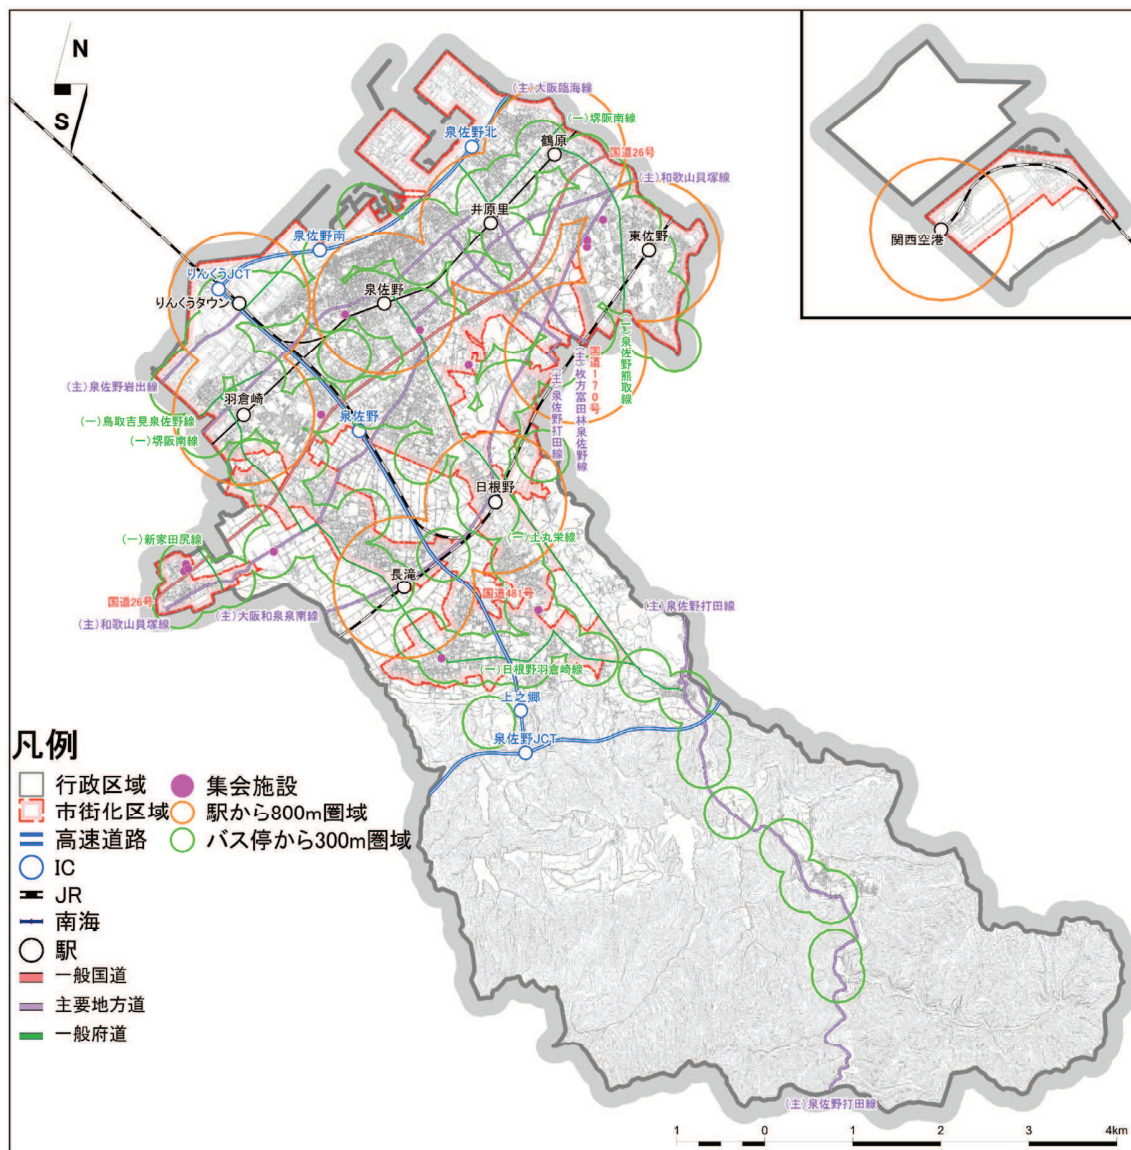 N
S
(主)大阪臨海線
(一)堺阪南線
泉佐野北
鶴原
国道26号
(主)和歌山貝塚線
井原里
東佐野
泉佐野南
りんくうJCT
りんくうタウン
泉佐野
(一)泉佐野熊取線
国道170号
(主)枚方富田林泉佐野線
(主)泉佐野打田線
(主)泉佐野岩出線
羽倉崎
(一)鳥取吉見泉佐野線
泉佐野
(一)堺阪南線
日根野
(一)新家田尻線
(一)土丸栄線
長滝
国道481号
国道26号
(主)和歌山貝塚線
(主)大阪和泉泉南線
(主)泉佐野打田線
(一)日根野羽倉崎線
上之郷
泉佐野JCT
(主)泉佐野打田線
関西空港
凡例
行政区域
市街化区域
高速道路
IC
JR
南海
駅
一般国道
主要地方道
一般府道
集会施設
駅から800m圏域
バス停から300m圏域
1 0 1 2 3 4km